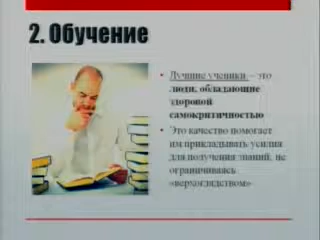 2. Обучение
• Лучшие ученики – это
люди, обладающие
здоровой
самокритичностью
• Это качество помогает
им прикладывать усилия
для получения знаний, не
ограничиваясь
«верхоглядством»